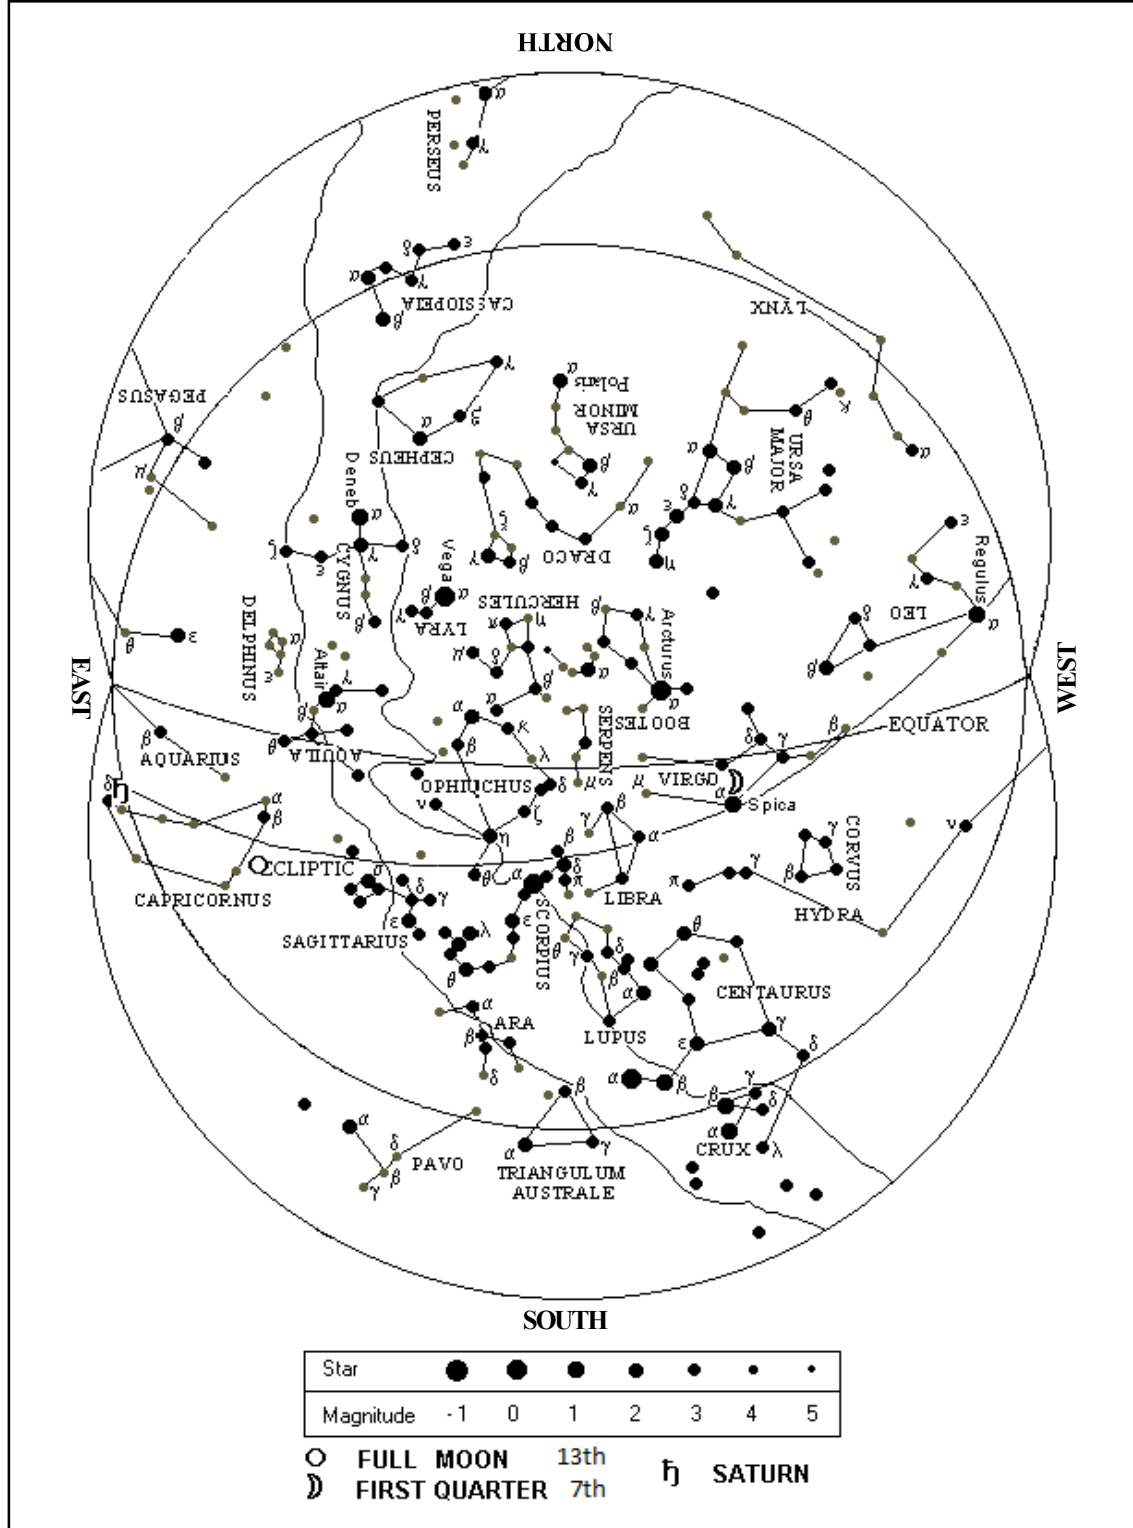 NORTH
α
PERSEUS
γ
δ ε
α γ
CASSIOPEIA
β
LYNX
γ
α
Polaris
PEGASUS
URSA
MINOR
κ
θ
URSA
MAJOR
β
α ζ
CEPHEUS
α β
α
μ
β
γ
Deneb
α
δ γ
ε
ζ
α
ε
ζ
ε
γ δ
CYGNUS
ζ
γ β
DRACO
η
Regulus
γ
α
LEO
δ
β
Vega
α
β
γ
LYRA
β
HERCULES
π η
μ δ
β
α
β γ
Arcturus
α
BOOTES
DELPHINUS
α
ε
θ ε
Altair
γ
α
β
θ
AQUILA
EAST
WEST
EQUATOR
β
AQUARIUS
α
κ
β
λ
SERPENS
μ
δ β
VIRGO
μ
α
Spica
δ
α
β
OPHIUCHUS
δ
ν
ζ
η
θ
β
γ
α
LIBRA
γ
β
CORVUS
ν
ECLIPTIC
CAPRICORNUS
σ
δ
γ
ε
SAGITTARIUS
β
δ
α
π
SCORPIUS
ε
λ
θ
π γ
HYDRA
θ
CENTAURUS
θ
γ
δ
β
α
LUPUS
γ
ε
δ
α
ARA
β
δ
α β
γ
β δ
α
CRUX λ
β
α γ
TRIANGULUM
AUSTRALE
α
δ
PAVO
β
γ
SOUTH
Star
Magnitude -1 0 1 2 3 4 5
FULL MOON 13th
FIRST QUARTER 7th
SATURN